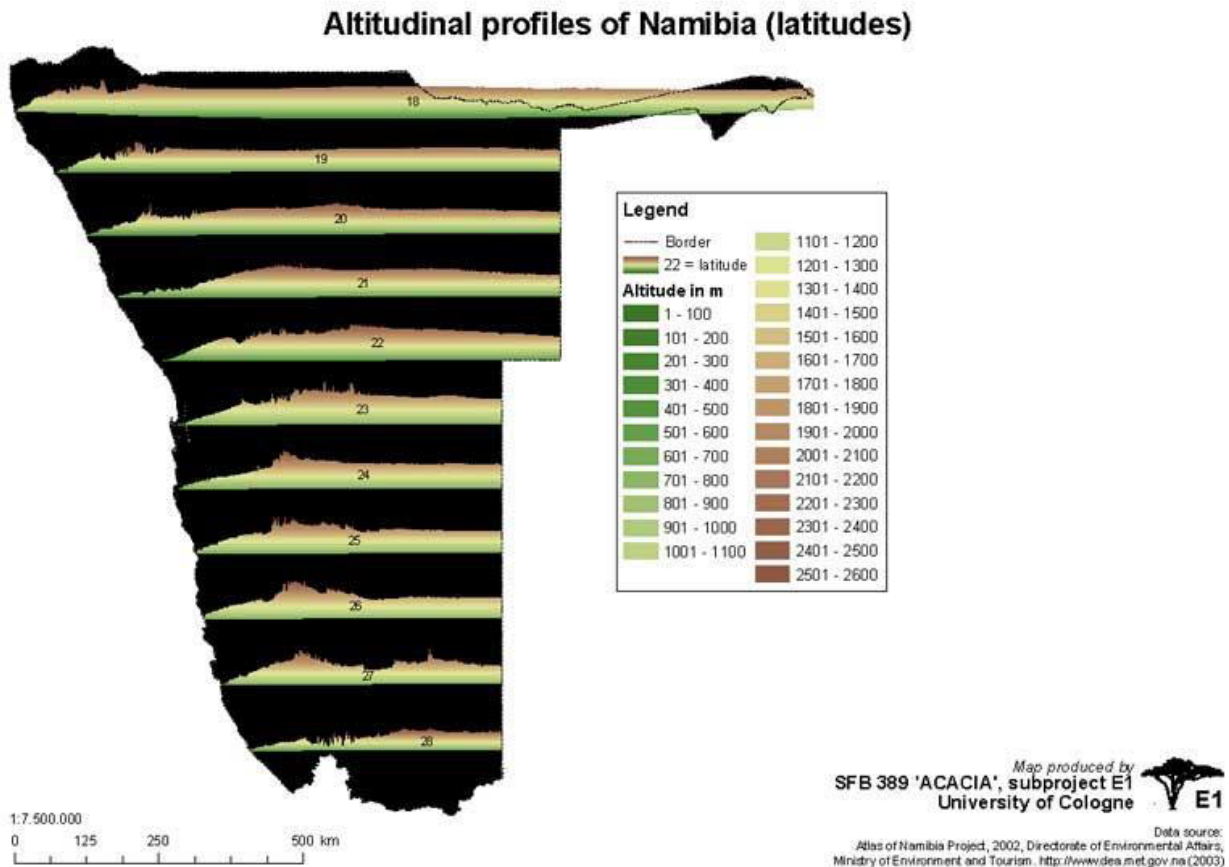 Altitudinal profiles of Namibia (latitudes)
18
19
20
21
22
23
24
25
26
27
28
Legend
Border
22 = latitude
Altitude in m
1 - 100
101 - 200
201 - 300
301 - 400
401 - 500
501 - 600
601 - 700
701 - 800
801 - 900
901 - 1000
1001 - 1100
1101 - 1200
1201 - 1300
1301 - 1400
1401 - 1500
1501 - 1600
1601 - 1700
1701 - 1800
1801 - 1900
1901 - 2000
2001 - 2100
2101 - 2200
2201 - 2300
2301 - 2400
2401 - 2500
2501 - 2600
1:7.500.000
0 125 250 500 km
Map produced by
SFB 389 'ACACIA', subproject E1
University of Cologne
E1
Data source:
Atlas of Namibia Project, 2002, Directorate of Environmental Affairs,
Ministry of Environment and Tourism. http://www.dea.met.gov.na (2003)